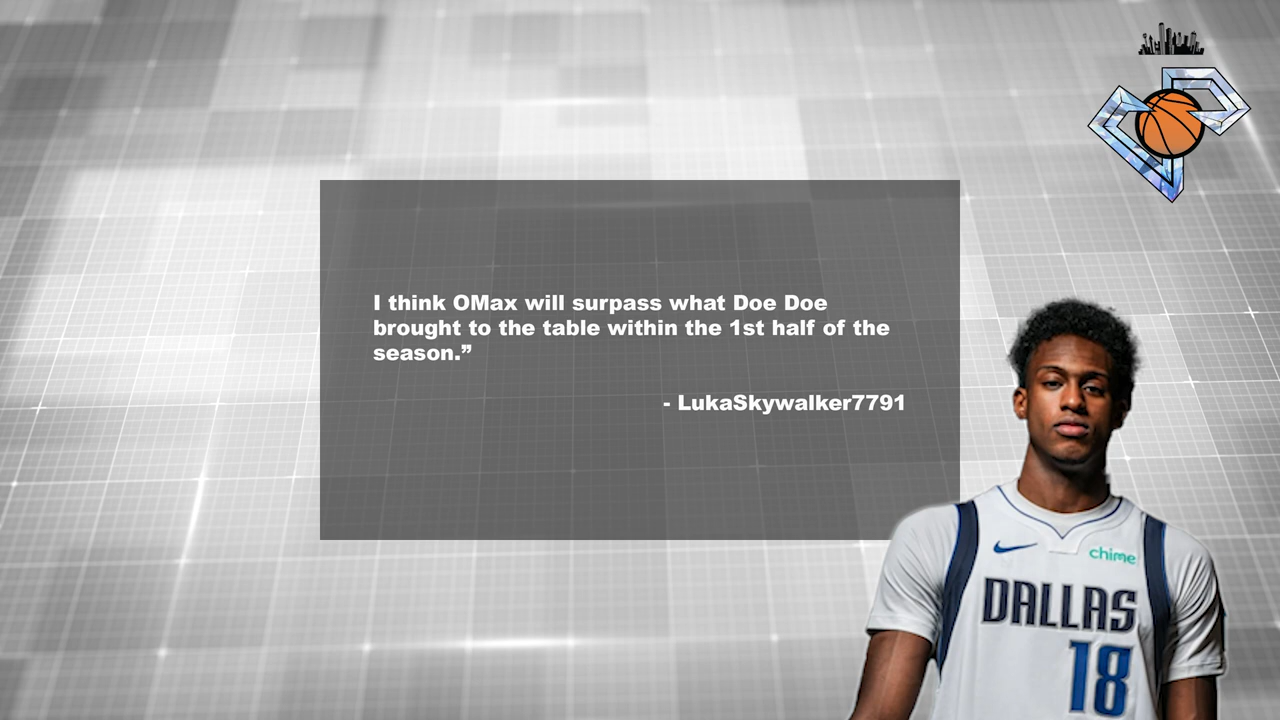 I think OMax will surpass what Doe Doe
brought to the table within the 1st half of the
season.”
- LukaSkywalker7791
chime
DALLAS
18